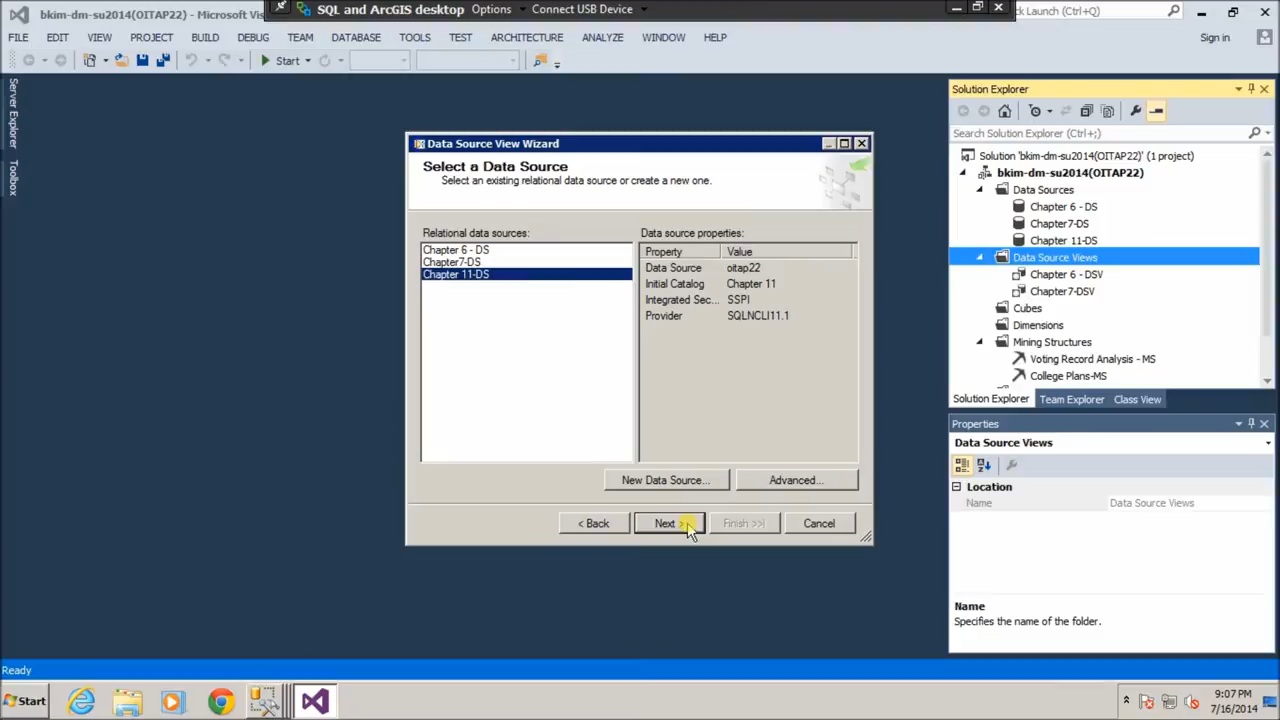 bkim-dm-su2014(OITAP22) - Microsoft Vis
SQL and ArcGIS desktop Options Connect USB Device
Launch (Ctrl+Q)
FILE EDIT VIEW PROJECT BUILD DEBUG TEAM DATABASE TOOLS TEST ARCHITECTURE ANALYZE WINDOW HELP
Sign in
Start
Server Explorer
Toolbox
Data Source View Wizard
Select a Data Source
Select an existing relational data source or create a new one.
Relational data sources:
Chapter 6 - DS
Chapter7-DS
Chapter 11-DS
Data source properties:
Property Value
Data Source oitap22
Initial Catalog Chapter 11
Integrated Sec... SSPI
Provider SQLNCLI11.1
New Data Source... Advanced...
< Back Next > Finish >>| Cancel
Solution Explorer
Search Solution Explorer (Ctrl+;)
Solution 'bkim-dm-su2014(OITAP22)' (1 project)
bkim-dm-su2014(OITAP22)
Data Sources
Chapter 6 - DS
Chapter7-DS
Chapter 11-DS
Data Source Views
Chapter 6 - DSV
Chapter7-DSV
Cubes
Dimensions
Mining Structures
Voting Record Analysis - MS
College Plans-MS
Solution Explorer Team Explorer Class View
Properties
Data Source Views
Location
Name Data Source Views
Name
Specifies the name of the folder.
Ready
Start
9:07 PM
7/16/2014